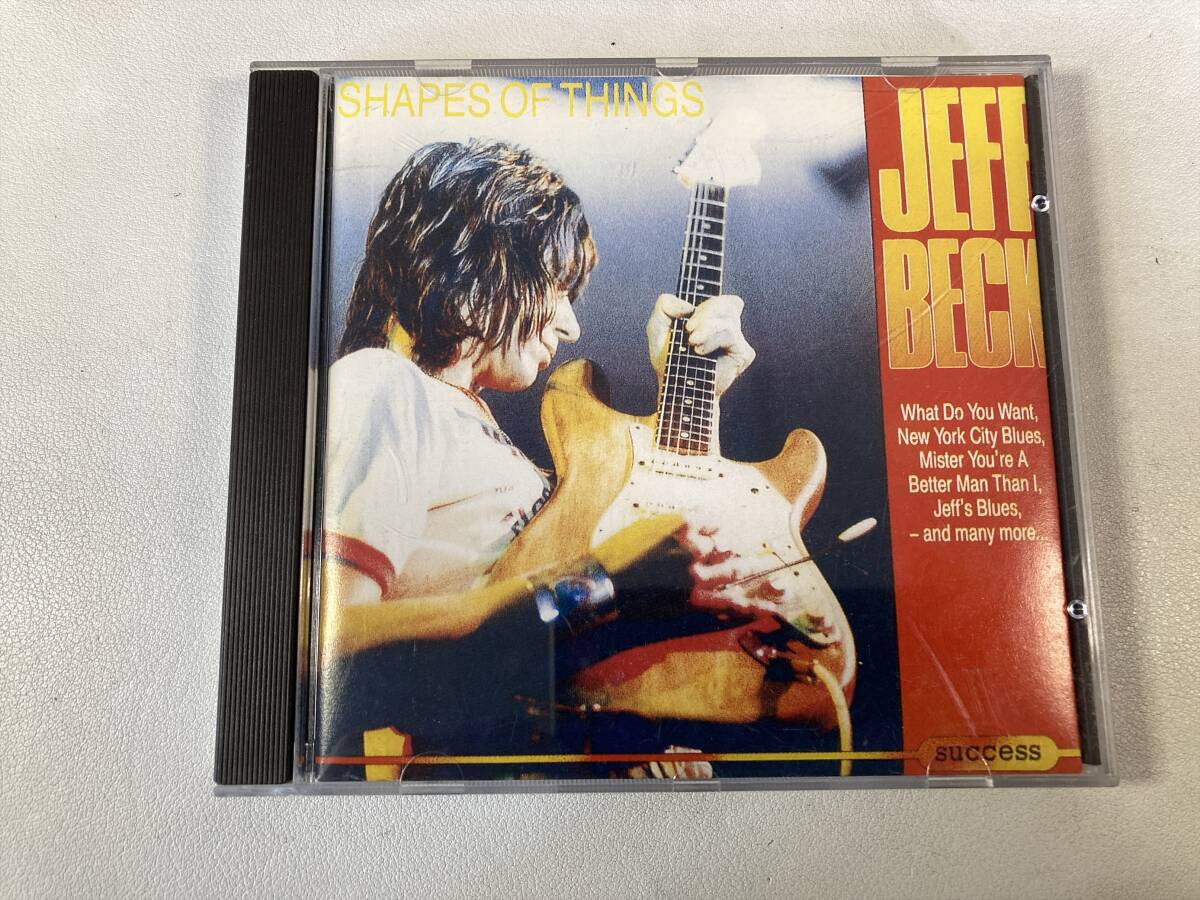 SHAPES OF THINGS
JEFF
BECK
What Do You Want,
New York City Blues,
Mister You're A
Better Man Than I,
Jeff's Blues,
– and many more...
success